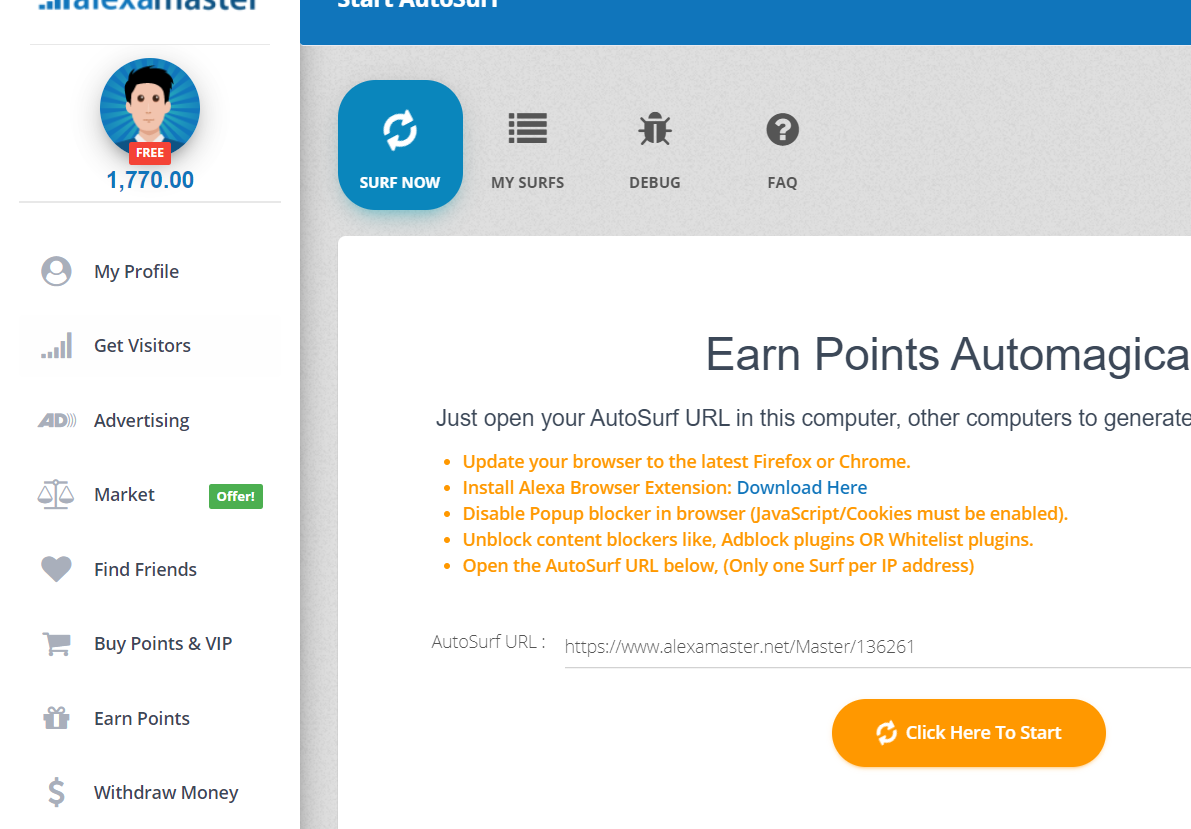 alexamaster
Start AutoSurf
FREE
1,770.00
My Profile
Get Visitors
AD Advertising
Market Offer!
Find Friends
Buy Points & VIP
Earn Points
Withdraw Money
SURF NOW MY SURFS DEBUG FAQ
Earn Points Automagica
Just open your AutoSurf URL in this computer, other computers to generate
• Update your browser to the latest Firefox or Chrome.
• Install Alexa Browser Extension: Download Here
• Disable Popup blocker in browser (JavaScript/Cookies must be enabled).
• Unblock content blockers like, Adblock plugins OR Whitelist plugins.
• Open the AutoSurf URL below, (Only one Surf per IP address)
AutoSurf URL : https://www.alexamaster.net/Master/136261
Click Here To Start